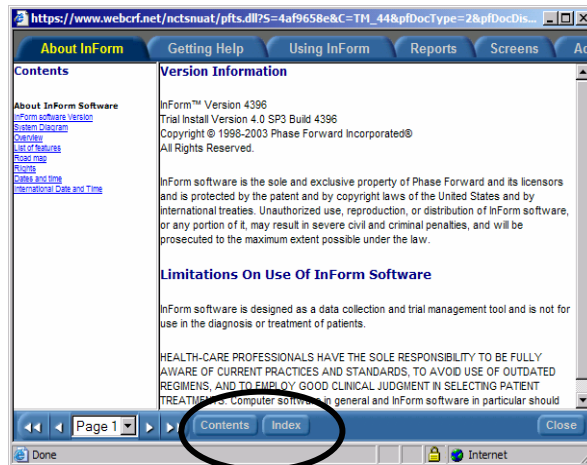 https://www.webcrf.net/nctsnuat/pfts.dll?S=4af9658e&C=TM_44&pfDocType=2&pfDocDis...
About InForm Getting Help Using InForm Reports Screens Ac
Contents
About InForm Software
InForm software Version
System Diagram
Overview
List of features
Road map
Rights
Dates and time
International Date and Time
Version Information
InForm™ Version 4396
Trial Install Version 4.0 SP3 Build 4396
Copyright © 1998-2003 Phase Forward Incorporated®
All Rights Reserved.
InForm software is the sole and exclusive property of Phase Forward and its licensors
and is protected by the patent and by copyright laws of the United States and by
international treaties. Unauthorized use, reproduction, or distribution of InForm software,
or any portion of it, may result in severe civil and criminal penalties, and will be
prosecuted to the maximum extent possible under the law.
Limitations On Use Of InForm Software
InForm software is designed as a data collection and trial management tool and is not for
use in the diagnosis or treatment of patients.
HEALTH-CARE PROFESSIONALS HAVE THE SOLE RESPONSIBILITY TO BE FULLY
AWARE OF CURRENT PRACTICES AND STANDARDS, TO AVOID USE OF OUTDATED
REGIMENS, AND TO EMPLOY GOOD CLINICAL JUDGMENT IN SELECTING PATIENT
TREATMENTS. Computer software in general and InForm software in particular should
Page 1 Contents Index Close
Done Internet